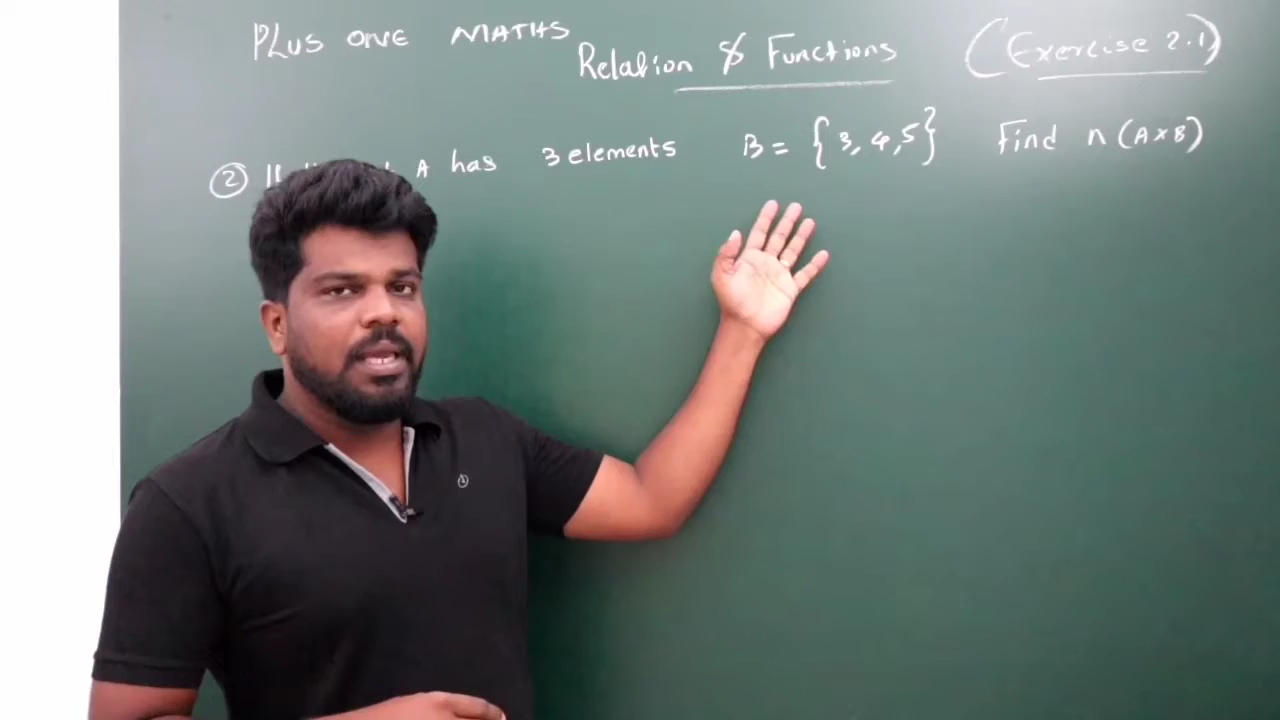 PLUS ONE MATHS
Relation & Functions (Exercise 2.1)
② A has 3 elements B = {3, 4, 5} Find n (A×B)